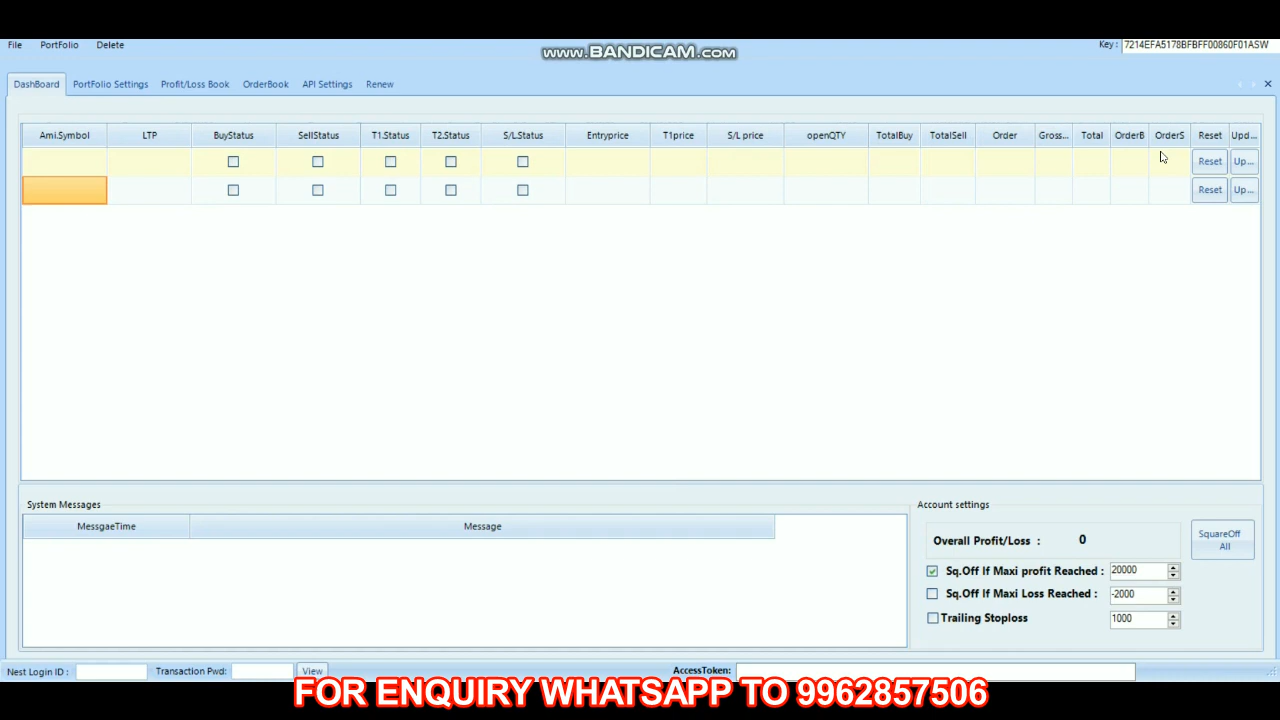 www.BANDICAM.com
File PortFolio Delete
Key : 7214EFA5178BFBFF00860F01ASW
DashBoard PortFolio Settings Profit/Loss Book OrderBook API Settings Renew
Ami.Symbol LTP BuyStatus SellStatus T1.Status T2.Status S/L.Status Entryprice T1price S/L price openQTY TotalBuy TotalSell Order Gross... Total OrderB OrderS Reset Upd...
Reset Up...
Reset Up...
System Messages
MessgaeTime Message
Account settings
Overall Profit/Loss : 0
SquareOff All
Sq.Off If Maxi profit Reached : 20000
Sq.Off If Maxi Loss Reached : -2000
Trailing Stoploss 1000
Nest Login ID : Transaction Pwd: View AccessToken:
FOR ENQUIRY WHATSAPP TO 9962857506